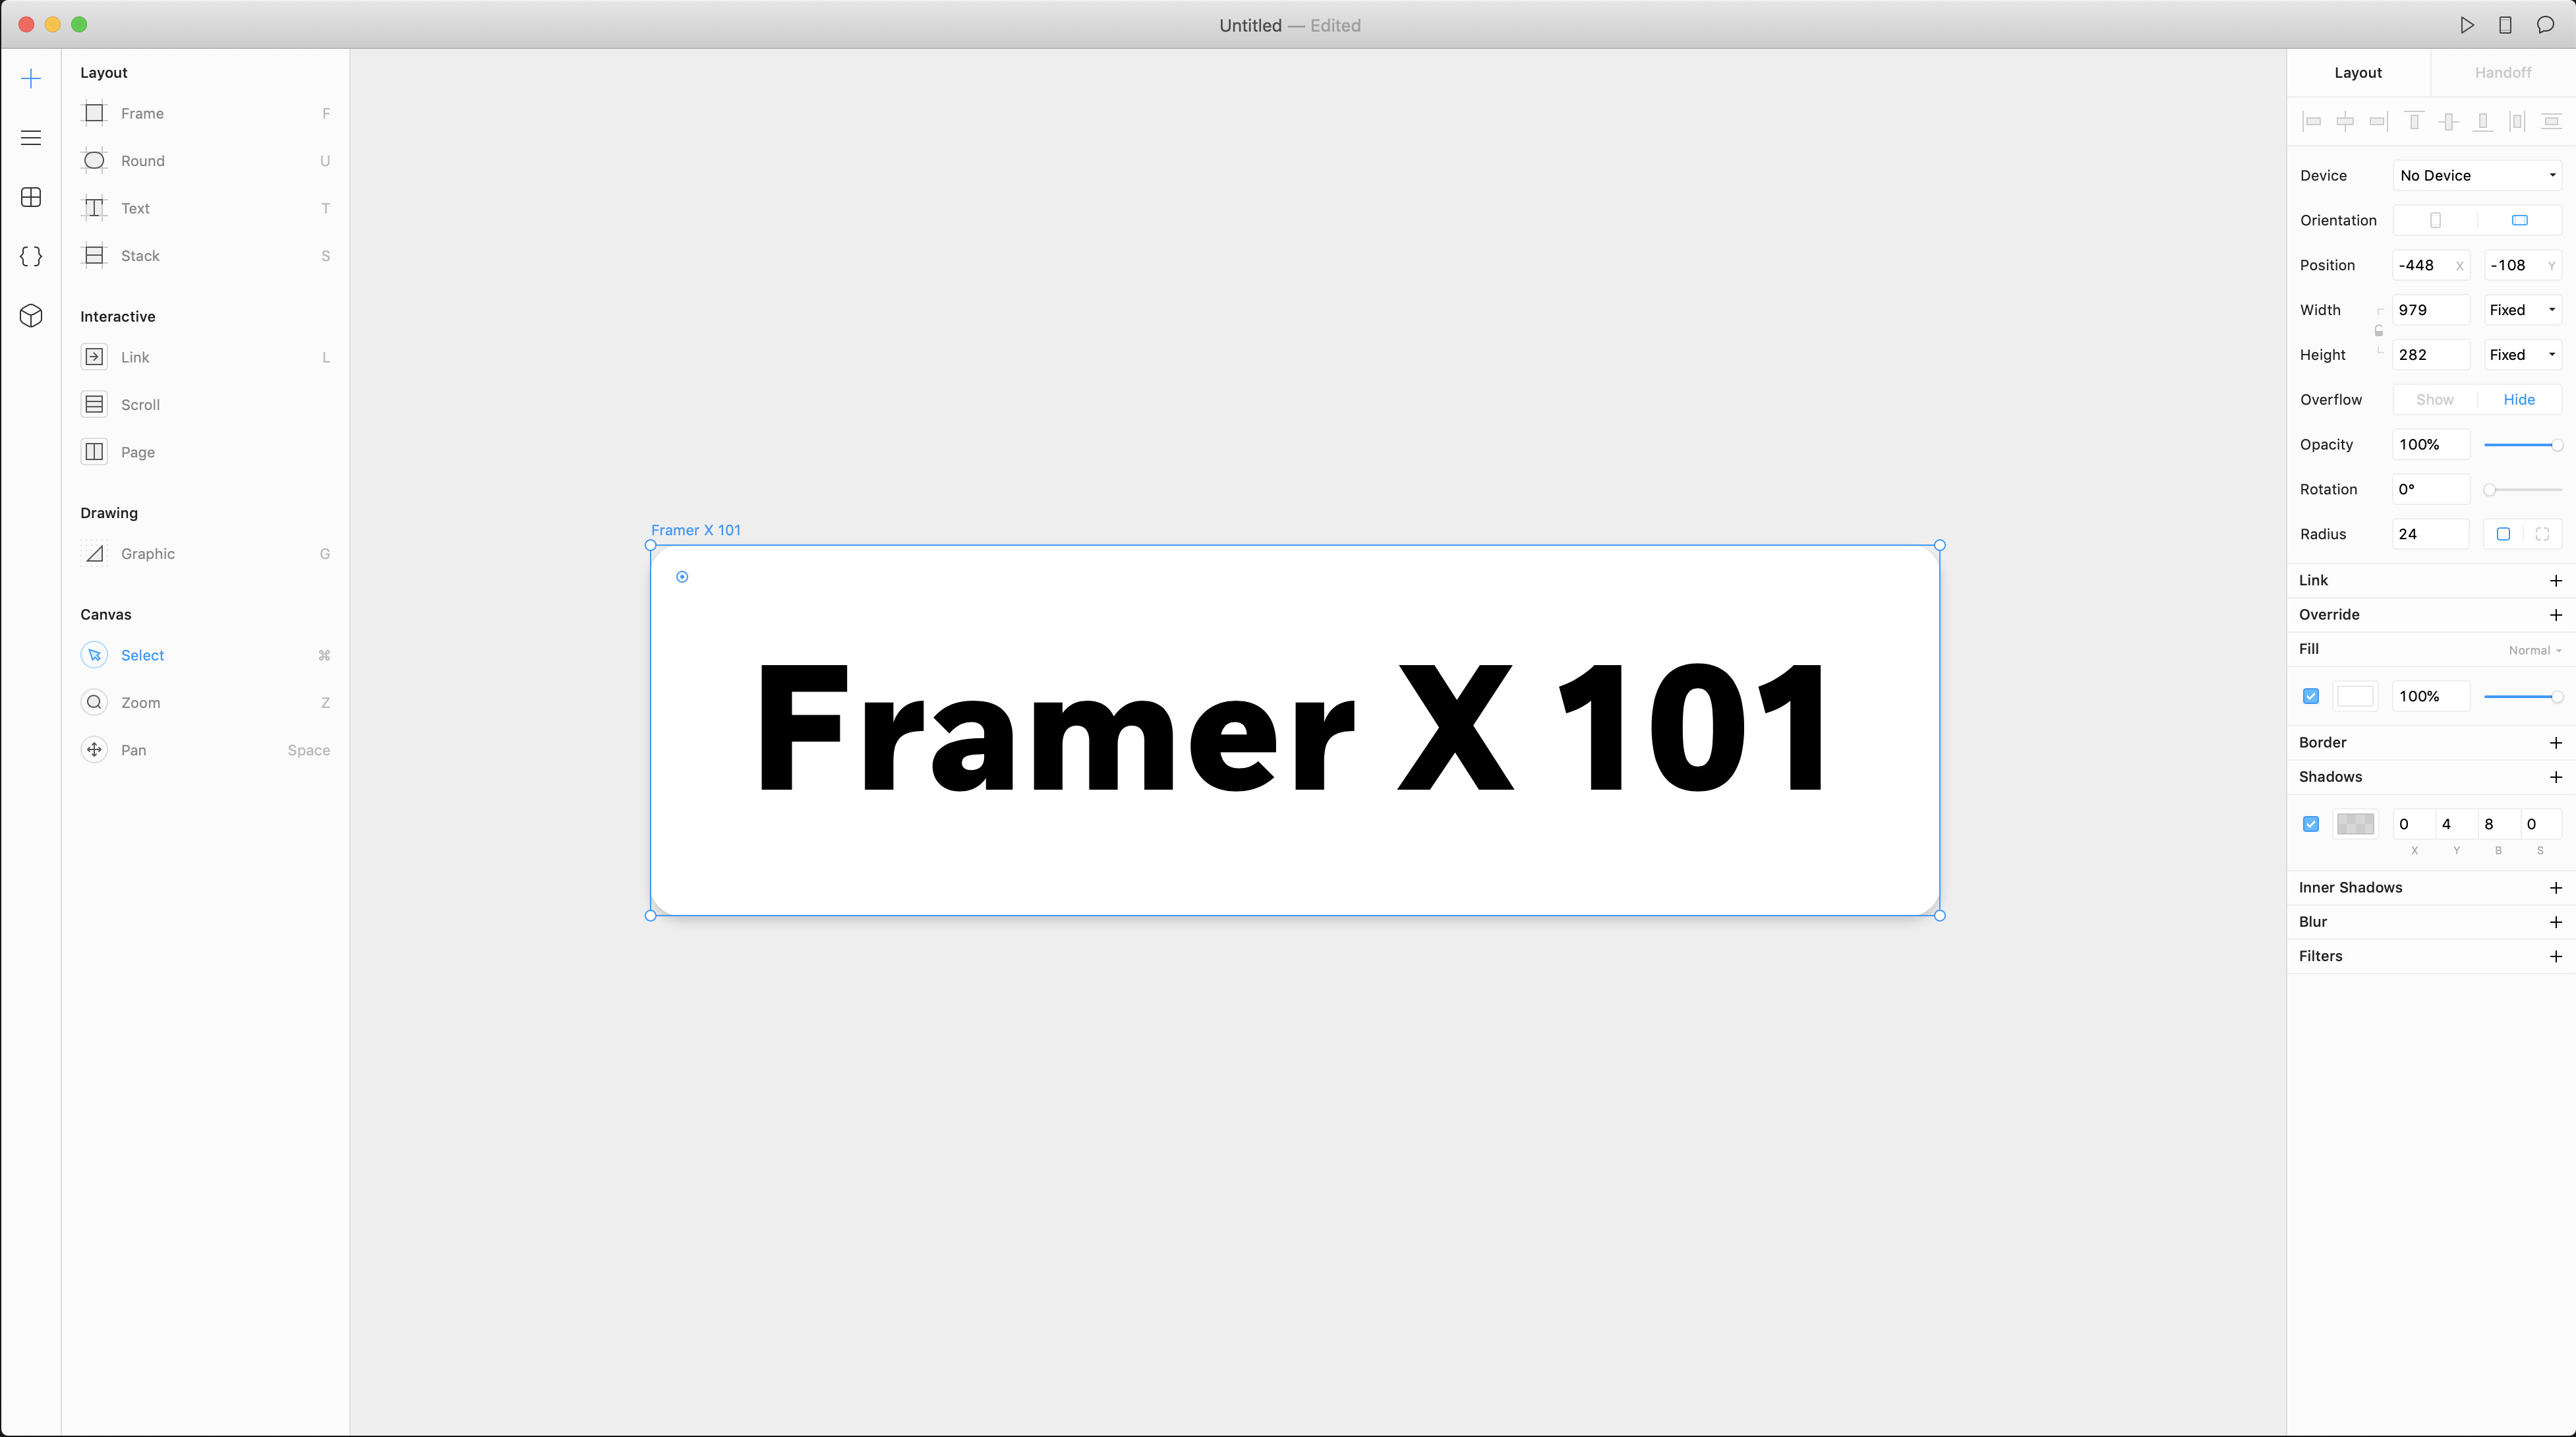 Untitled — Edited
Layout
Frame F
Round U
Text T
Stack S
Interactive
Link L
Scroll
Page
Drawing
Graphic G
Canvas
Select ⌘
Zoom Z
Pan Space
Framer X 101
Framer X 101
Layout Handoff
Device No Device
Orientation
Position -448 X -108 Y
Width 979 Fixed
Height 282 Fixed
Overflow Show Hide
Opacity 100%
Rotation 0°
Radius 24
Link
Override
Fill Normal
100%
Border
Shadows
0 4 8 0
X Y B S
Inner Shadows
Blur
Filters